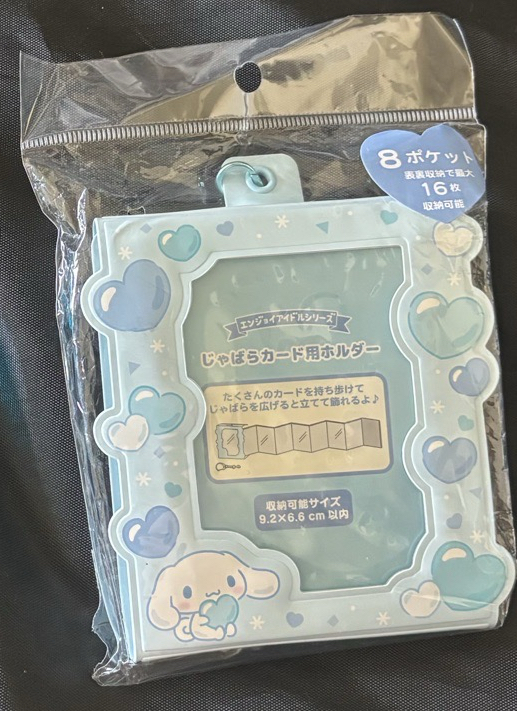 8 ポケット
表裏収納で最大
16枚
収納可能
エンジョイアイドルシリーズ
じゃばらカード用ホルダー
たくさんのカードを持ち歩けて
じゃばらを広げると立てて飾れるよ♪
収納可能サイズ
9.2×6.6 cm 以内